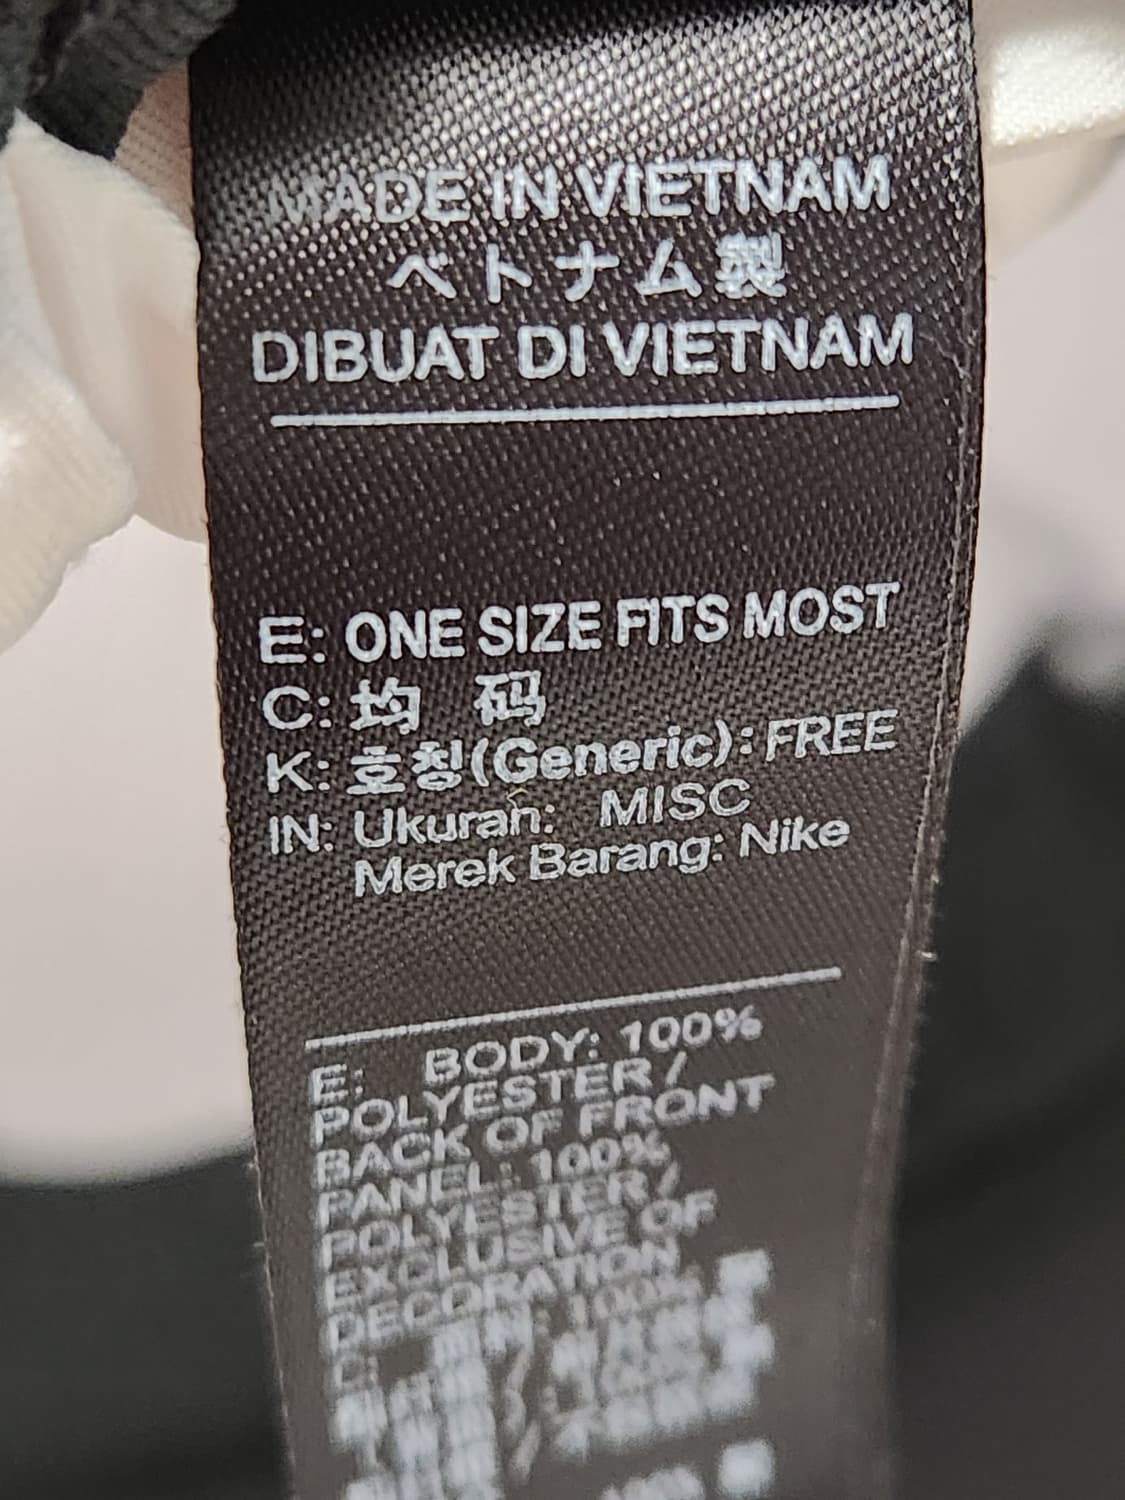 MADE IN VIETNAM
ベトナム製
DIBUAT DI VIETNAM
E: ONE SIZE FITS MOST
C: 均 码
K: 호칭(Generic): FREE
IN: Ukuran: MISC
Merek Barang: Nike
E: BODY: 100%
POLYESTER /
BACK OF FRONT
PANEL: 100%
POLYESTER /
EXCLUSIVE OF
DECORATION
C: